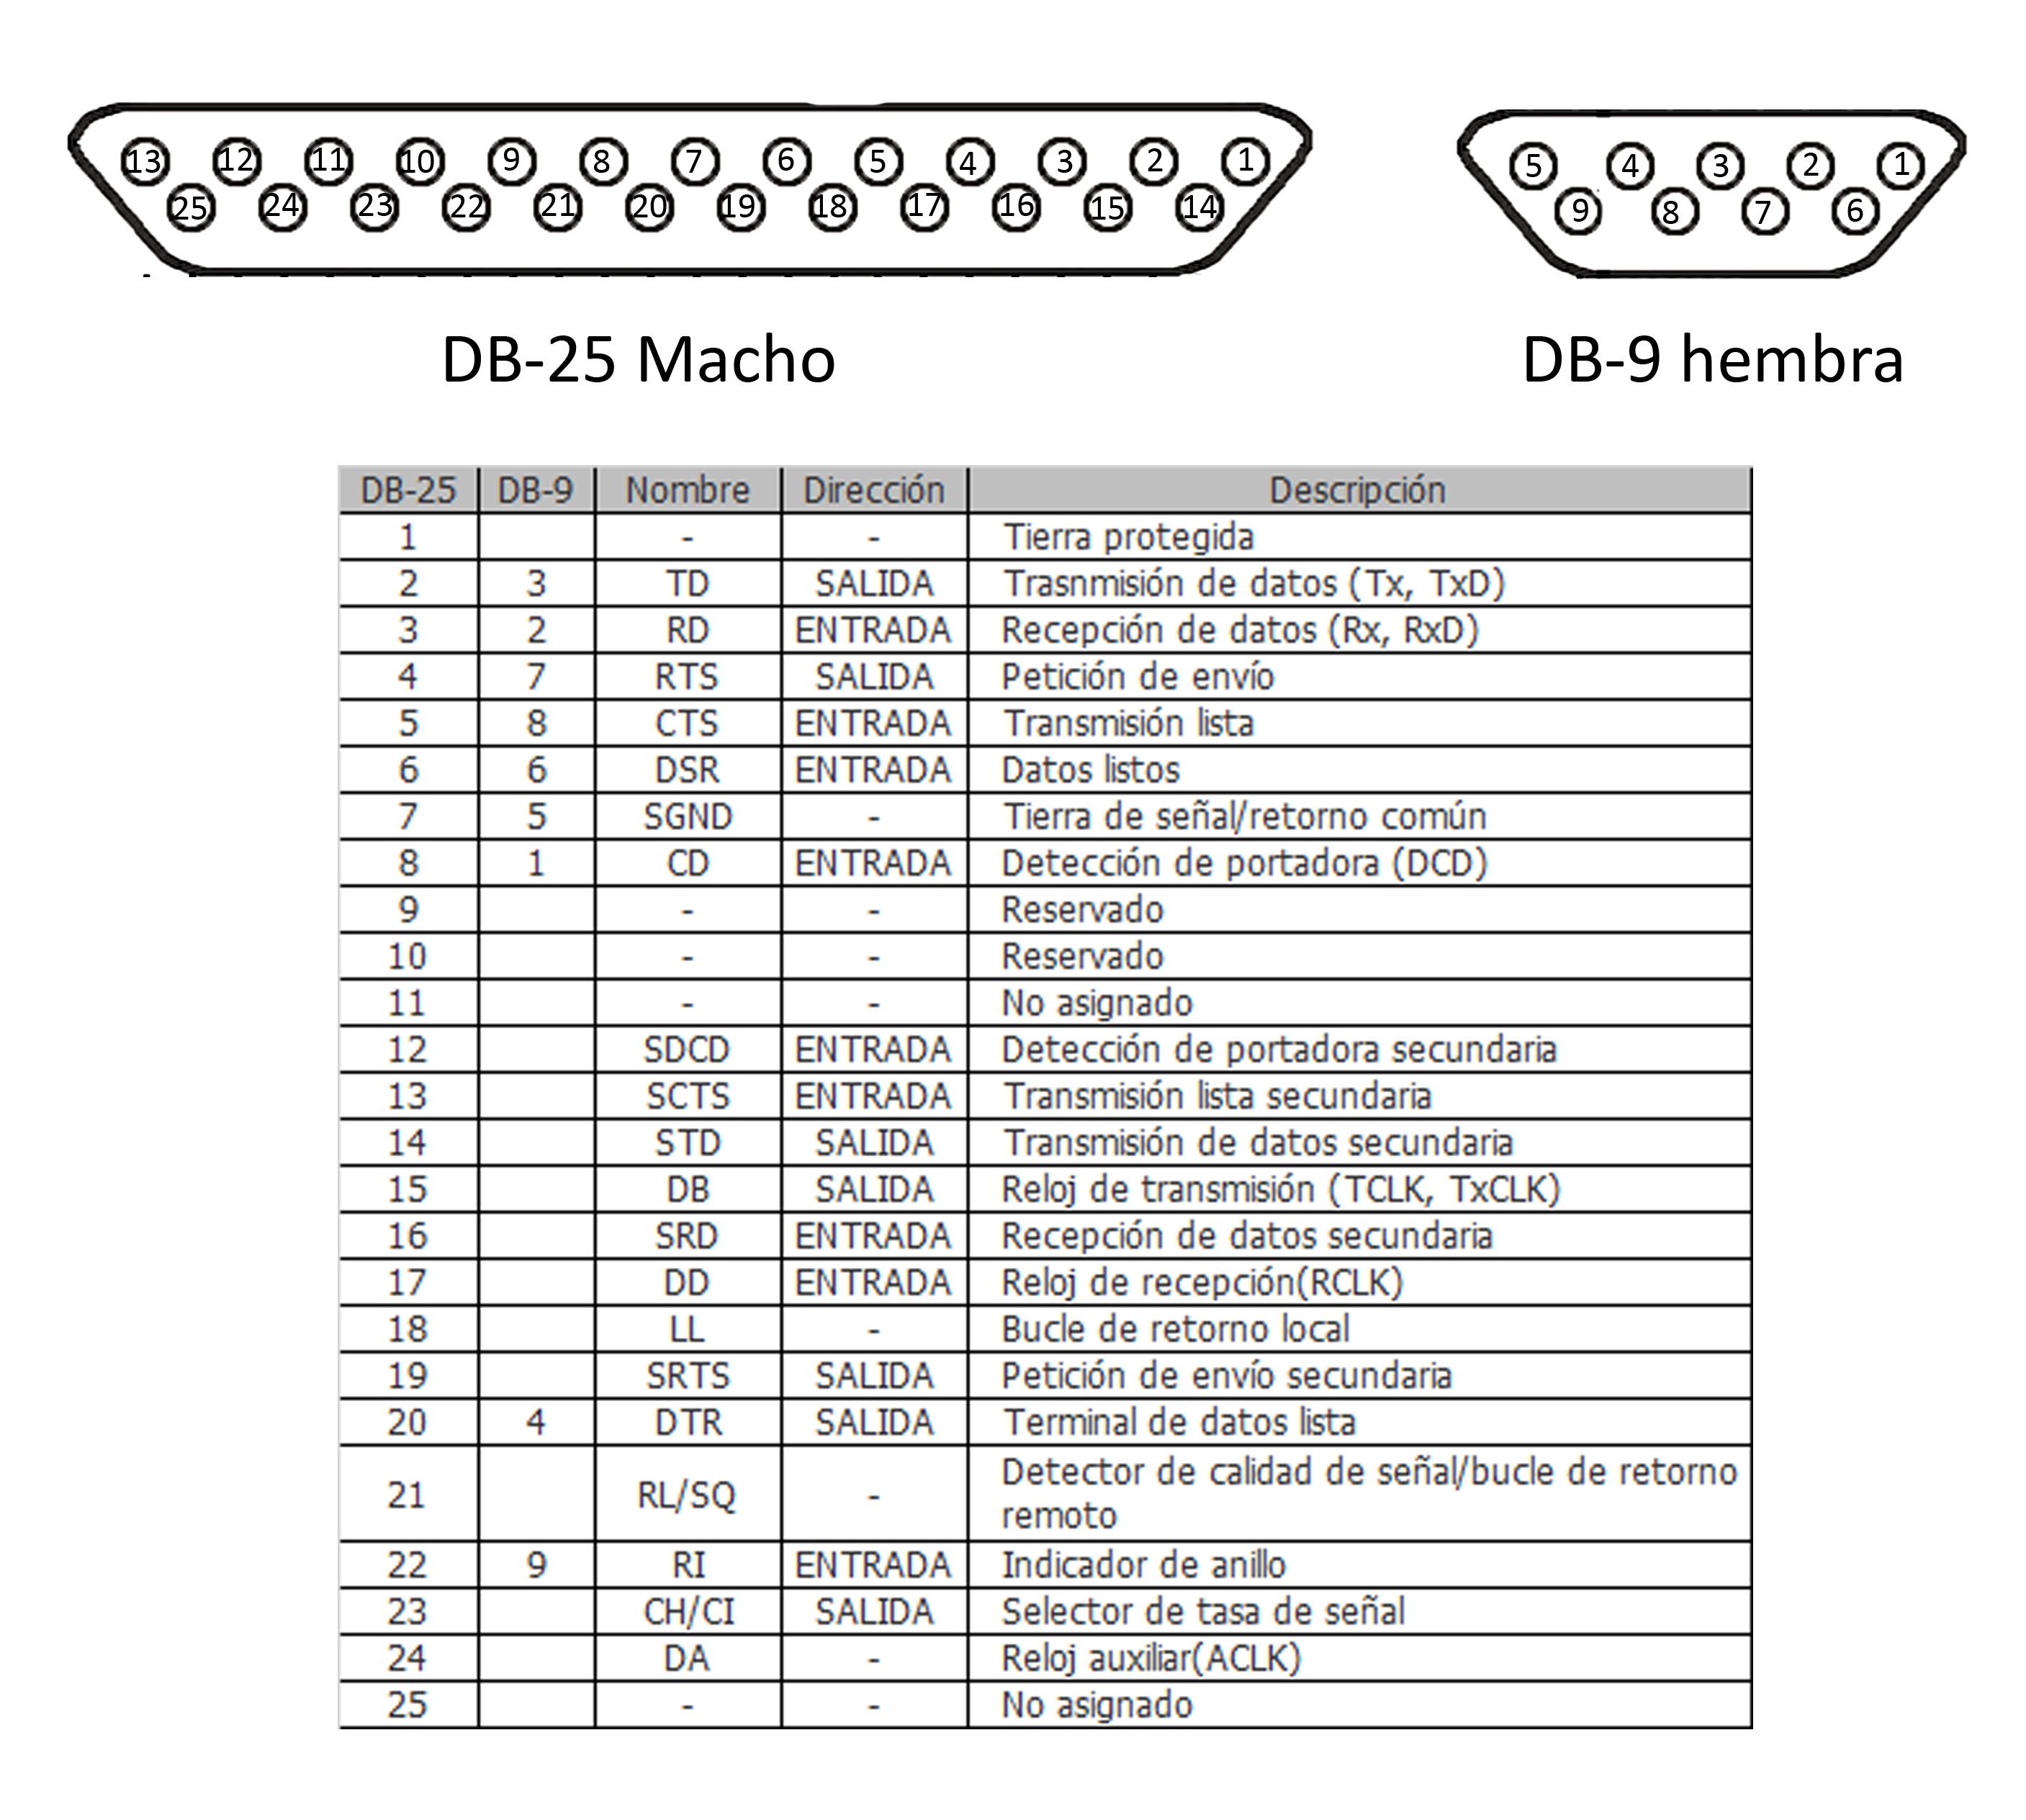 13 12 11 10 9 8 7 6 5 4 3 2 1
25 24 23 22 21 20 19 18 17 16 15 14
5 4 3 2 1
9 8 7 6
DB-25 Macho
DB-9 hembra
DB-25 DB-9 Nombre Dirección Descripción
1 - - Tierra protegida
2 3 TD SALIDA Trasnmisión de datos (Tx, TxD)
3 2 RD ENTRADA Recepción de datos (Rx, RxD)
4 7 RTS SALIDA Petición de envío
5 8 CTS ENTRADA Transmisión lista
6 6 DSR ENTRADA Datos listos
7 5 SGND - Tierra de señal/retorno común
8 1 CD ENTRADA Detección de portadora (DCD)
9 - - Reservado
10 - - Reservado
11 - - No asignado
12 SDCD ENTRADA Detección de portadora secundaria
13 SCTS ENTRADA Transmisión lista secundaria
14 STD SALIDA Transmisión de datos secundaria
15 DB SALIDA Reloj de transmisión (TCLK, TxCLK)
16 SRD ENTRADA Recepción de datos secundaria
17 DD ENTRADA Reloj de recepción(RCLK)
18 LL - Bucle de retorno local
19 SRTS SALIDA Petición de envío secundaria
20 4 DTR SALIDA Terminal de datos lista
21 RL/SQ - Detector de calidad de señal/bucle de retorno
remoto
22 9 RI ENTRADA Indicador de anillo
23 CH/CI SALIDA Selector de tasa de señal
24 DA - Reloj auxiliar(ACLK)
25 - - No asignado